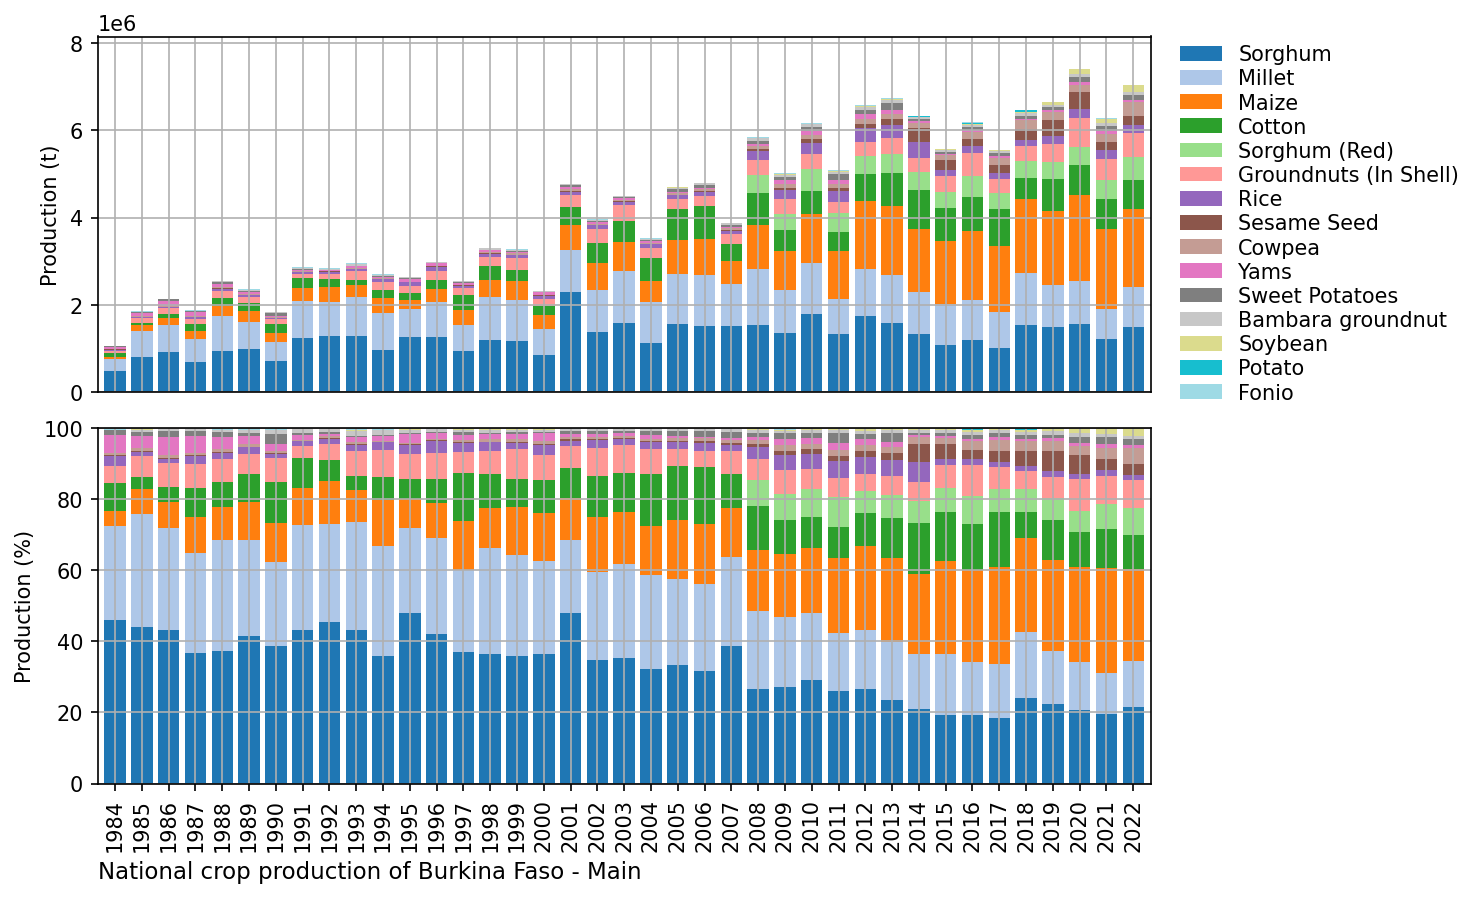 1e6
8
6
4
2
0
Production (t)
Sorghum
Millet
Maize
Cotton
Sorghum (Red)
Groundnuts (In Shell)
Rice
Sesame Seed
Cowpea
Yams
Sweet Potatoes
Bambara groundnut
Soybean
Potato
Fonio
100
80
60
40
20
0
Production (%)
1984
1985
1986
1987
1988
1989
1990
1991
1992
1993
1994
1995
1996
1997
1998
1999
2000
2001
2002
2003
2004
2005
2006
2007
2008
2009
2010
2011
2012
2013
2014
2015
2016
2017
2018
2019
2020
2021
2022
National crop production of Burkina Faso - Main